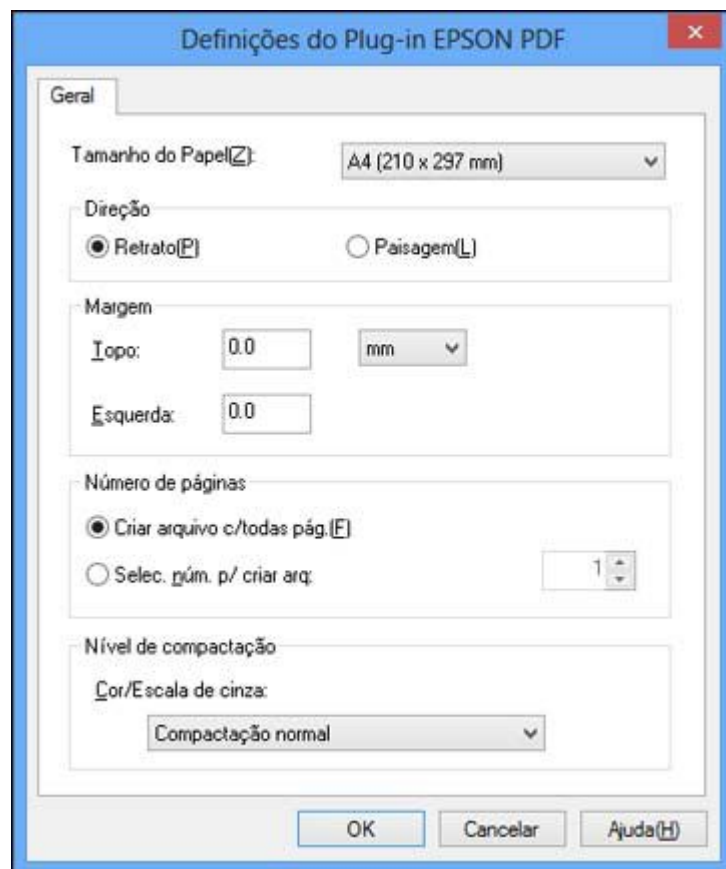 Definições do Plug-in EPSON PDF
Geral
Tamanho do Papel(Z): A4 (210 x 297 mm)
Direção
Retrato(P) Paisagem(L)
Margem
Topo: 0.0 mm
Esquerda: 0.0
Número de páginas
Criar arquivo c/todas pág.(F)
Selec. núm. p/ criar arq: 1
Nível de compactação
Cor/Escala de cinza:
Compactação normal
OK Cancelar Ajuda(H)